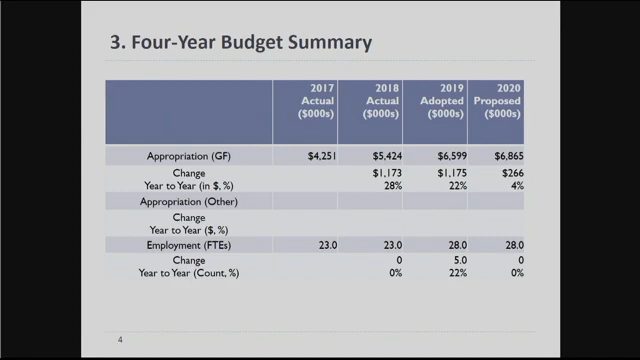 3. Four-Year Budget Summary
2017 Actual ($000s) 2018 Actual ($000s) 2019 Adopted ($000s) 2020 Proposed ($000s)
Appropriation (GF) $4,251 $5,424 $6,599 $6,865
Change $1,173 $1,175 $266
Year to Year (in $, %) 28% 22% 4%
Appropriation (Other)
Change
Year to Year ($, %)
Employment (FTEs) 23.0 23.0 28.0 28.0
Change 0 5.0 0
Year to Year (Count, %) 0% 22% 0%
4